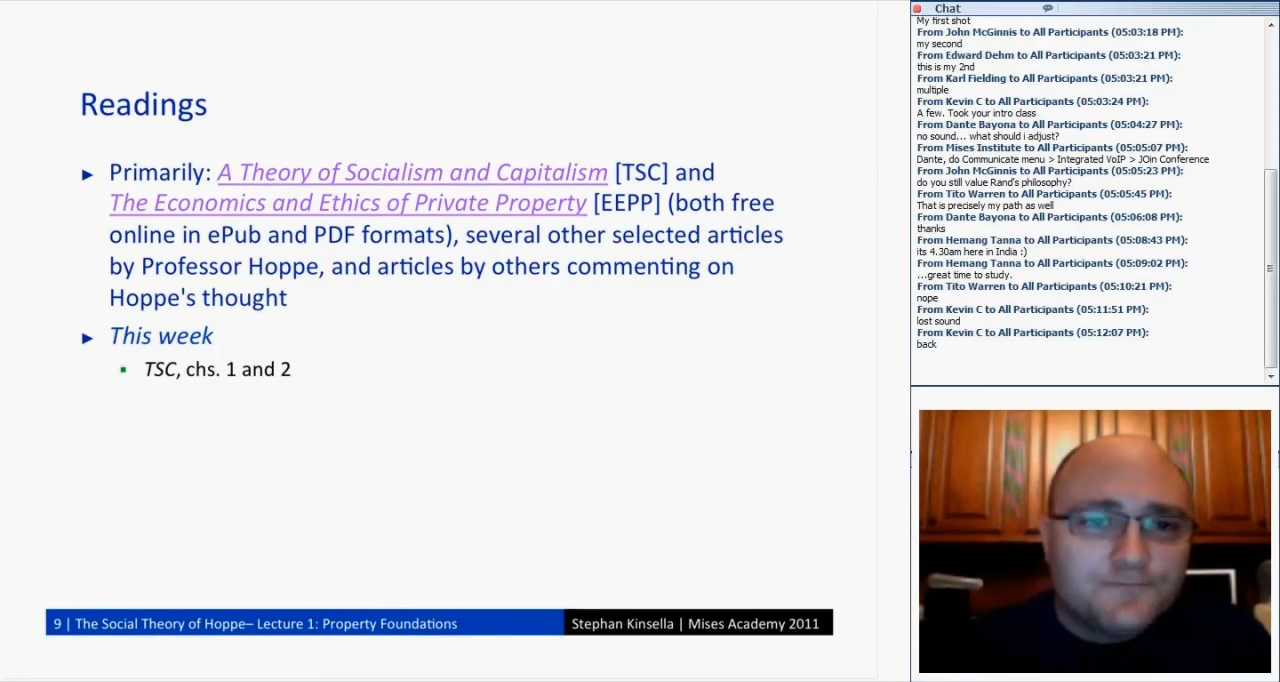 Readings
► Primarily: A Theory of Socialism and Capitalism [TSC] and
The Economics and Ethics of Private Property [EEPP] (both free
online in ePub and PDF formats), several other selected articles
by Professor Hoppe, and articles by others commenting on
Hoppe's thought
► This week
▪ TSC, chs. 1 and 2
9 | The Social Theory of Hoppe– Lecture 1: Property Foundations
Stephan Kinsella | Mises Academy 2011
Chat
My first shot
From John McGinnis to All Participants (05:03:18 PM):
my second
From Edward Dehm to All Participants (05:03:21 PM):
this is my 2nd
From Karl Fielding to All Participants (05:03:21 PM):
multiple
From Kevin C to All Participants (05:03:24 PM):
A few. Took your intro class
From Dante Bayona to All Participants (05:04:27 PM):
no sound... what should i adjust?
From Mises Institute to All Participants (05:05:07 PM):
Dante, do Communicate menu > Integrated VoIP > JOin Conference
From John McGinnis to All Participants (05:05:23 PM):
do you still value Rand's philosophy?
From Tito Warren to All Participants (05:05:45 PM):
That is precisely my path as well
From Dante Bayona to All Participants (05:06:08 PM):
thanks
From Hemang Tanna to All Participants (05:08:43 PM):
its 4.30am here in India :)
From Hemang Tanna to All Participants (05:09:02 PM):
...great time to study.
From Tito Warren to All Participants (05:10:21 PM):
nope
From Kevin C to All Participants (05:11:51 PM):
lost sound
From Kevin C to All Participants (05:12:07 PM):
back